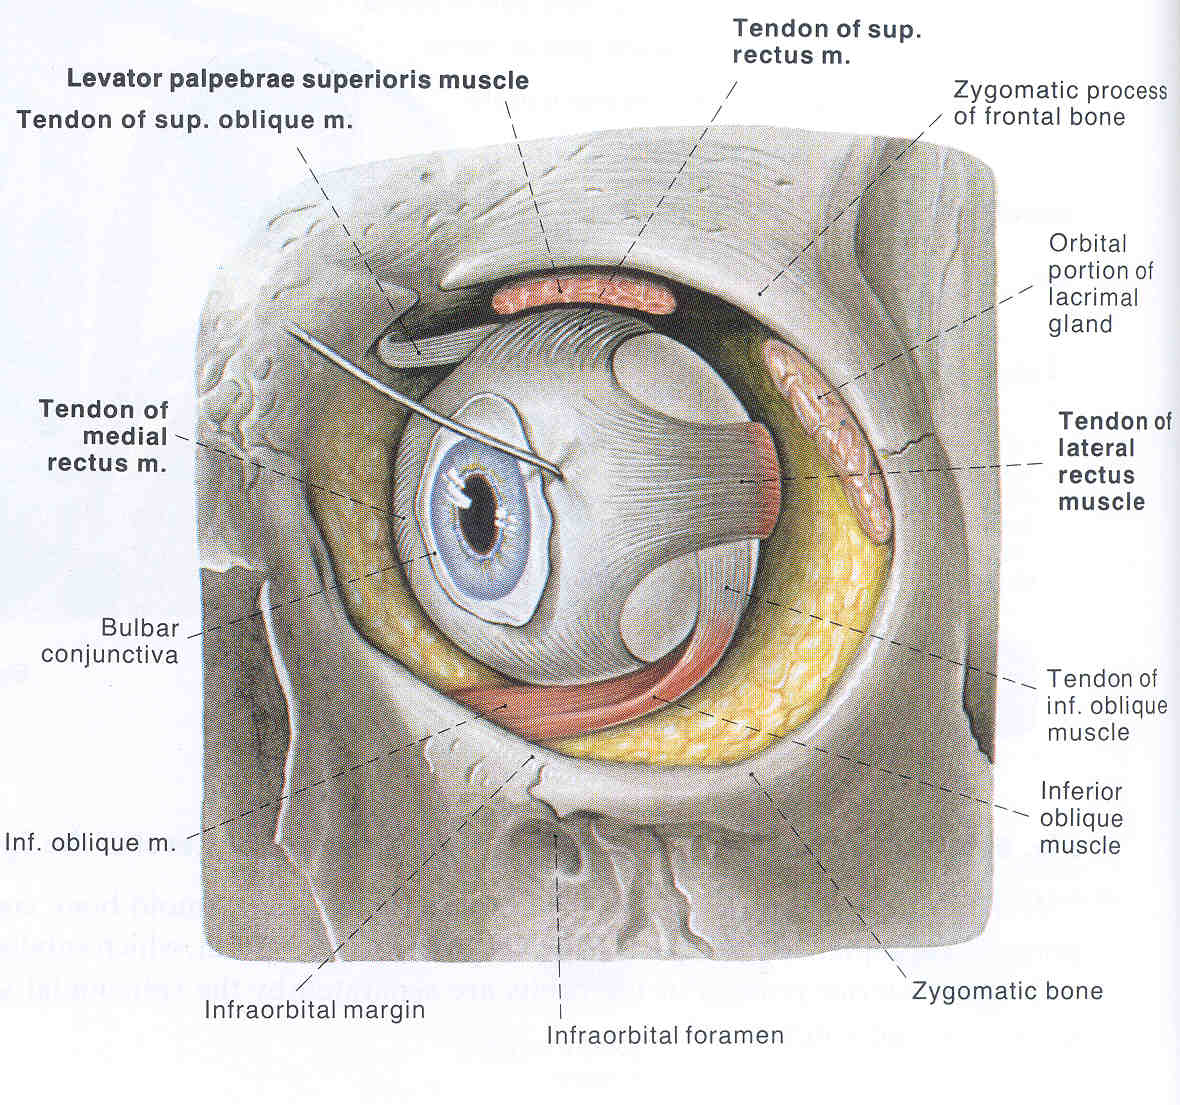 Tendon of sup.
rectus m.
Levator palpebrae superioris muscle
Tendon of sup. oblique m.
Zygomatic process
of frontal bone
Orbital
portion of
lacrimal
gland
Tendon of
medial
rectus m.
Tendon of
lateral
rectus
muscle
Bulbar
conjunctiva
Tendon of
inf. oblique
muscle
Inferior
oblique
muscle
Inf. oblique m.
Infraorbital margin
Zygomatic bone
Infraorbital foramen